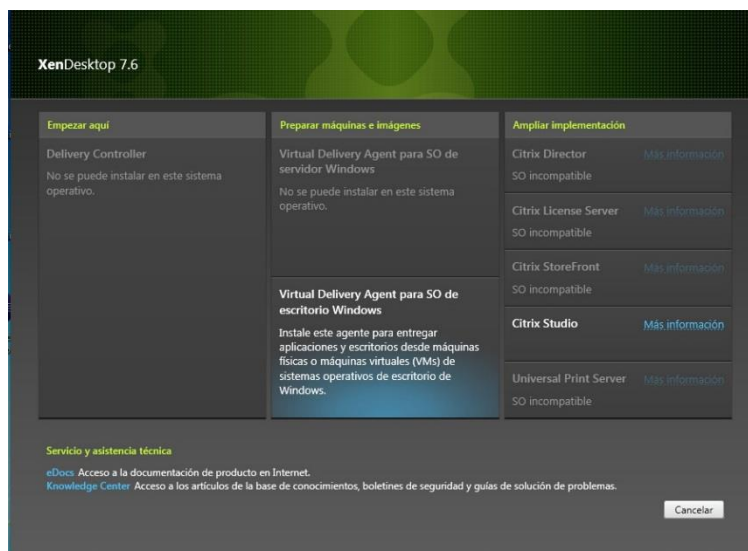 XenDesktop 7.6
Empezar aquí
Delivery Controller
No se puede instalar en este sistema
operativo.
Preparar máquinas e imágenes
Virtual Delivery Agent para SO de
servidor Windows
No se puede instalar en este sistema
operativo.
Virtual Delivery Agent para SO de
escritorio Windows
Instale este agente para entregar
aplicaciones y escritorios desde máquinas
físicas o máquinas virtuales (VMs) de
sistemas operativos de escritorio de
Windows.
Ampliar implementación
Citrix Director Más información
SO incompatible
Citrix License Server Más información
SO incompatible
Citrix StoreFront Más información
SO incompatible
Citrix Studio Más información
Universal Print Server Más información
SO incompatible
Servicio y asistencia técnica
eDocs Acceso a la documentación de producto en Internet.
Knowledge Center Acceso a los artículos de la base de conocimientos, boletines de seguridad y guías de solución de problemas.
Cancelar